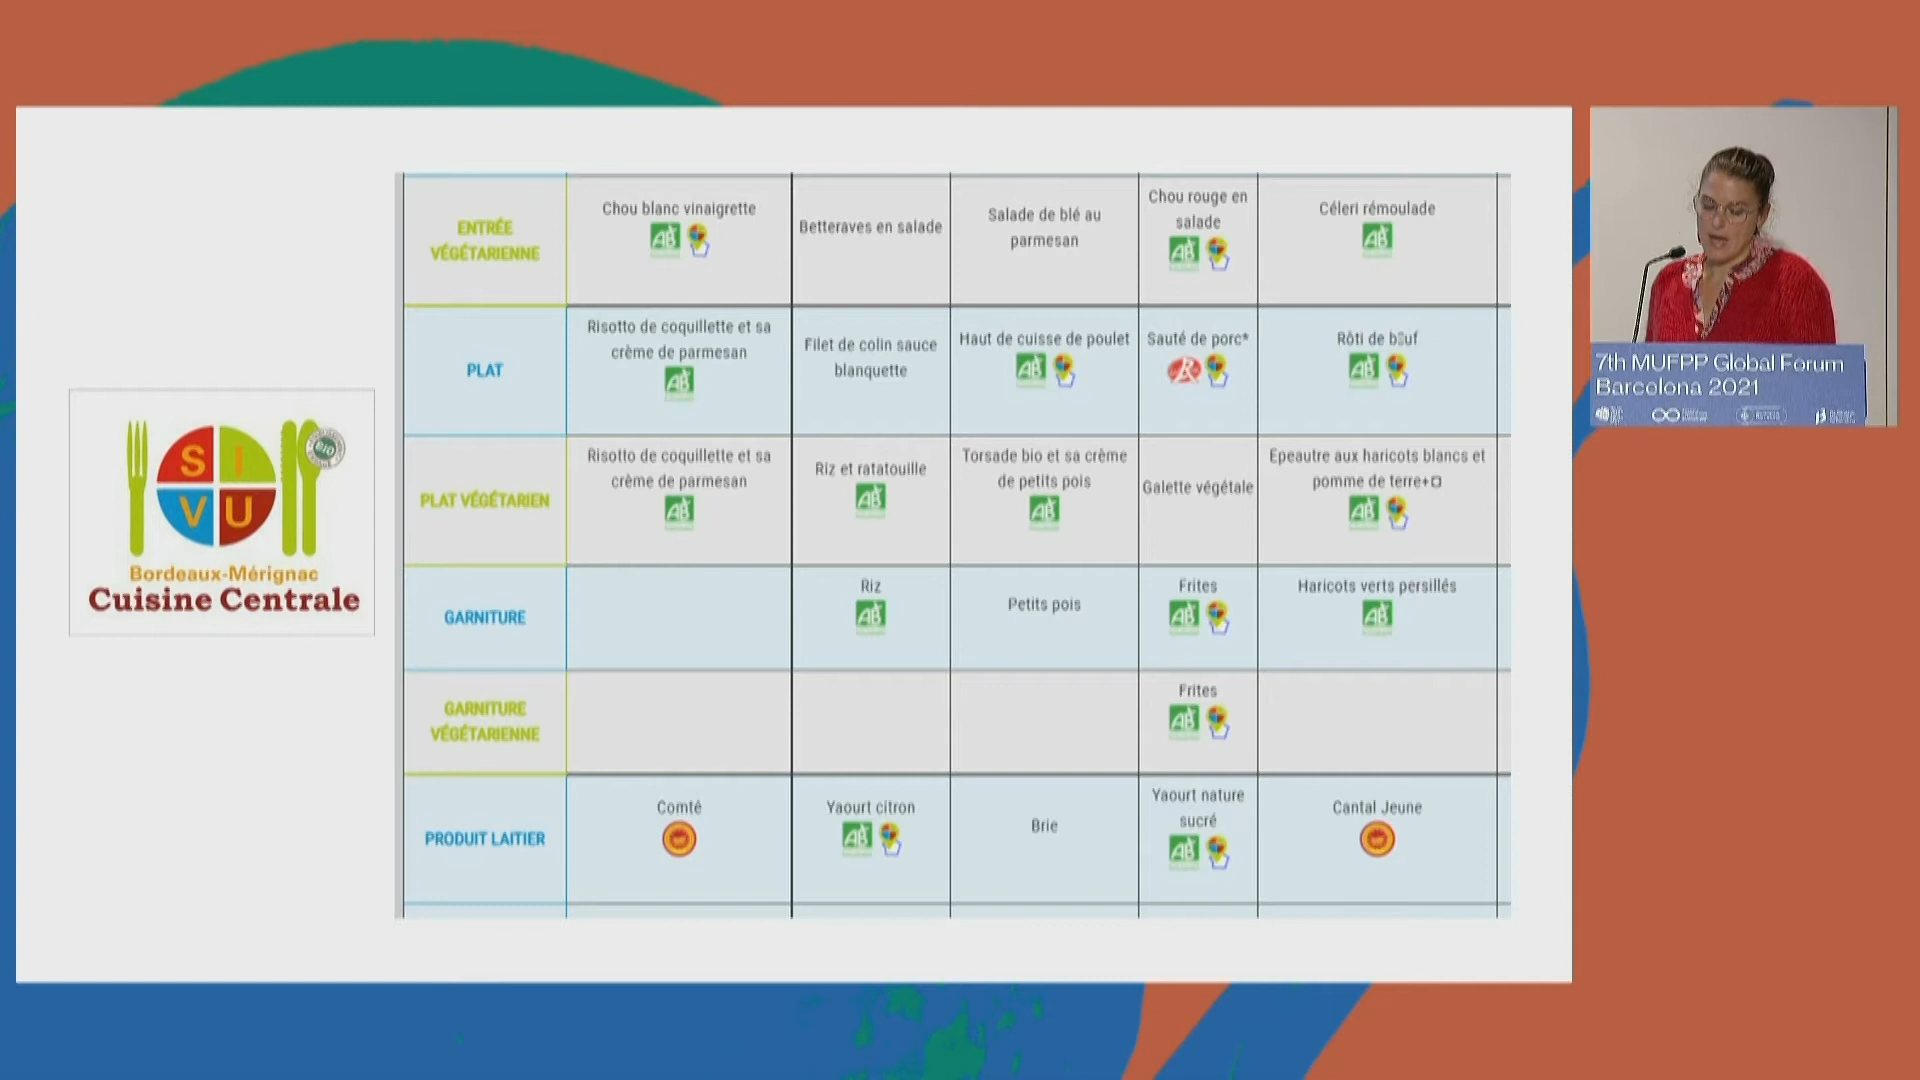 ENTRÉE
VÉGÉTARIENNE
Chou blanc vinaigrette
Betteraves en salade
Salade de blé au
parmesan
Chou rouge en
salade
Céleri rémoulade
PLAT
Risotto de coquillette et sa
crème de parmesan
Filet de colin sauce
blanquette
Haut de cuisse de poulet
Sauté de porc*
Rôti de b▯uf
PLAT VÉGÉTARIEN
Risotto de coquillette et sa
crème de parmesan
Riz et ratatouille
Torsade bio et sa crème
de petits pois
Galette végétale
Epeautre aux haricots blancs et
pomme de terre+▯
GARNITURE
Riz
Petits pois
Frites
Haricots verts persillés
GARNITURE
VÉGÉTARIENNE
Frites
PRODUIT LAITIER
Comté
Yaourt citron
Brie
Yaourt nature
sucré
Cantal Jeune
AB
S I
V U
BIO
Bordeaux-Mérignac
Cuisine Centrale
7th MUFPP Global Forum
Barcelona 2021